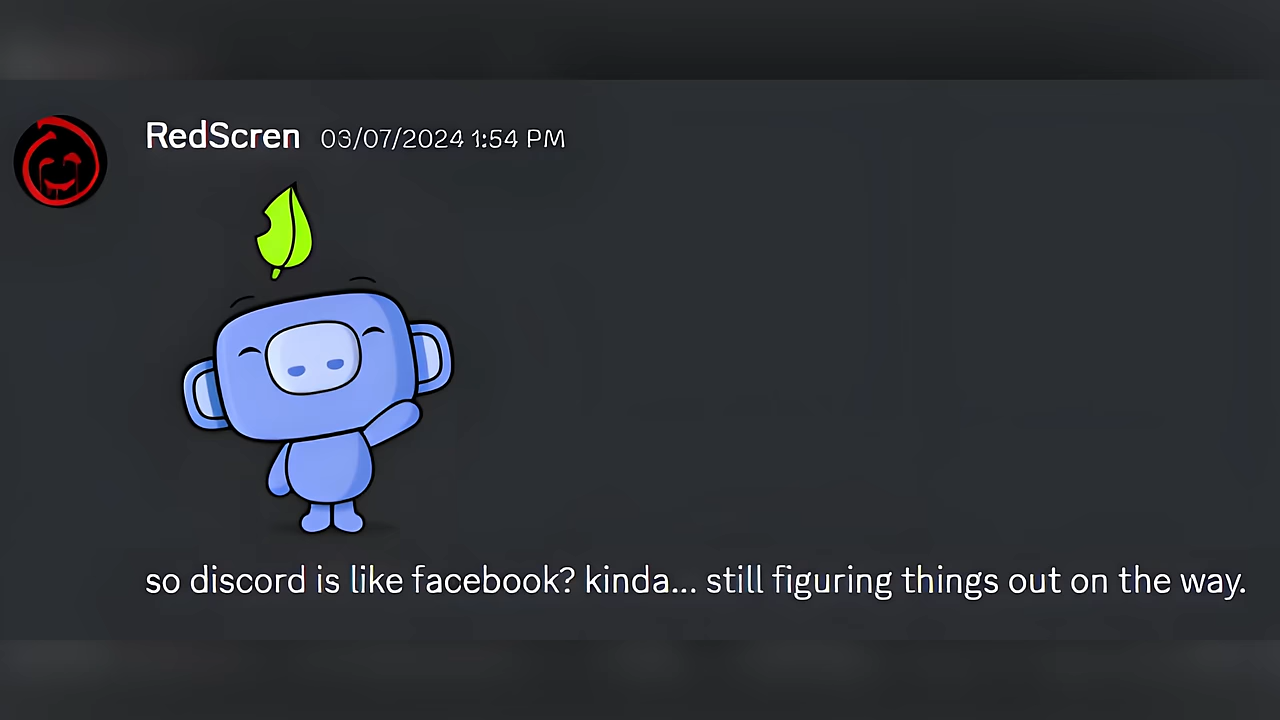 RedScren 03/07/2024 1:54 PM
so discord is like facebook? kinda... still figuring things out on the way.